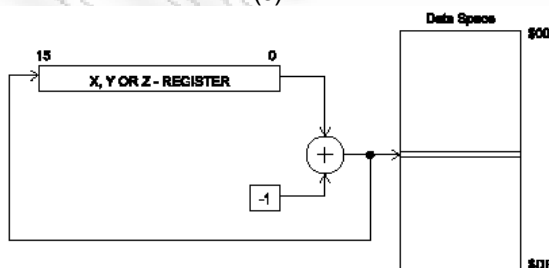 Data Space
$00
15 0
X, Y OR Z - REGISTER
+
-1